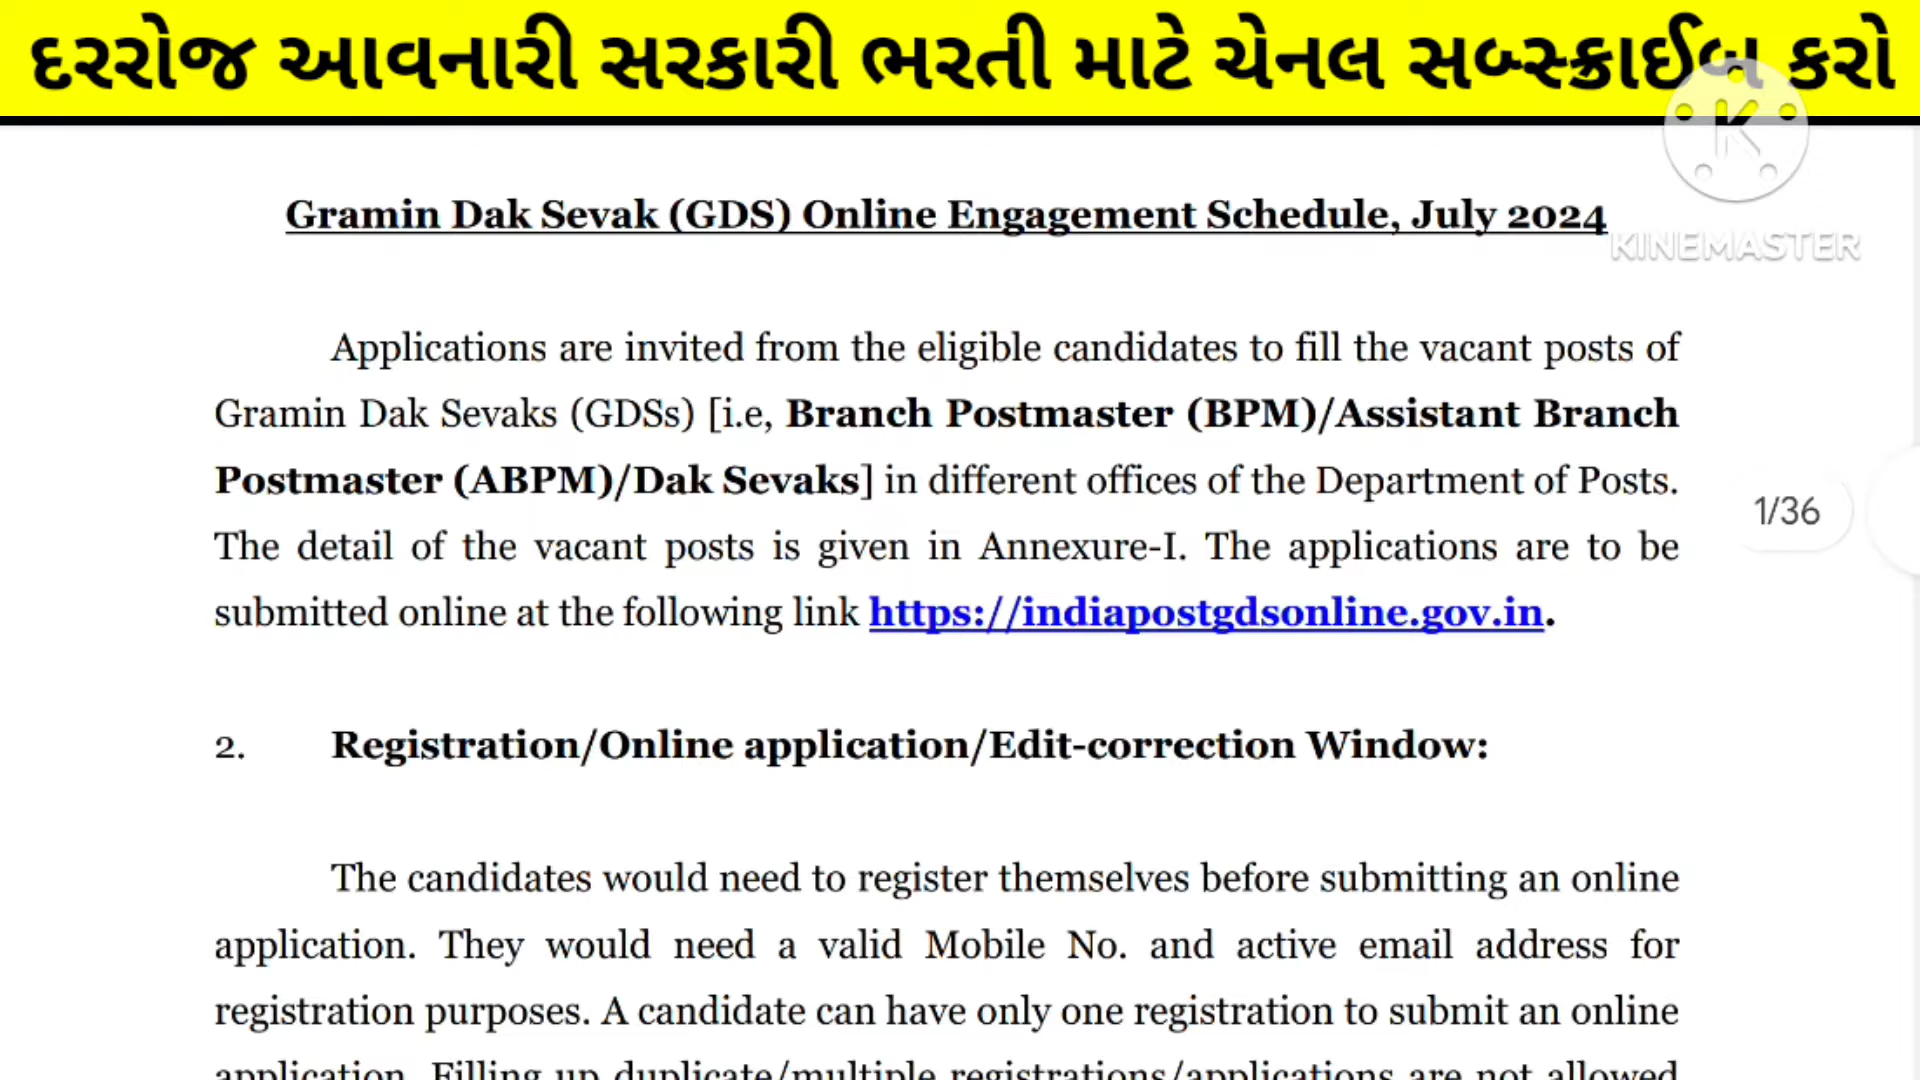 દરરોજ આવનારી સરકારી ભરતી માટે ચેનલ સબ્સ્ક્રાઈબ કરો
KINEMASTER
Gramin Dak Sevak (GDS) Online Engagement Schedule, July 2024
Applications are invited from the eligible candidates to fill the vacant posts of
Gramin Dak Sevaks (GDSs) [i.e, Branch Postmaster (BPM)/Assistant Branch
Postmaster (ABPM)/Dak Sevaks] in different offices of the Department of Posts.
The detail of the vacant posts is given in Annexure-I. The applications are to be
submitted online at the following link https://indiapostgdsonline.gov.in.
1/36
2. Registration/Online application/Edit-correction Window:
The candidates would need to register themselves before submitting an online
application. They would need a valid Mobile No. and active email address for
registration purposes. A candidate can have only one registration to submit an online
application. Filling up duplicate/multiple registrations/applications are not allowed